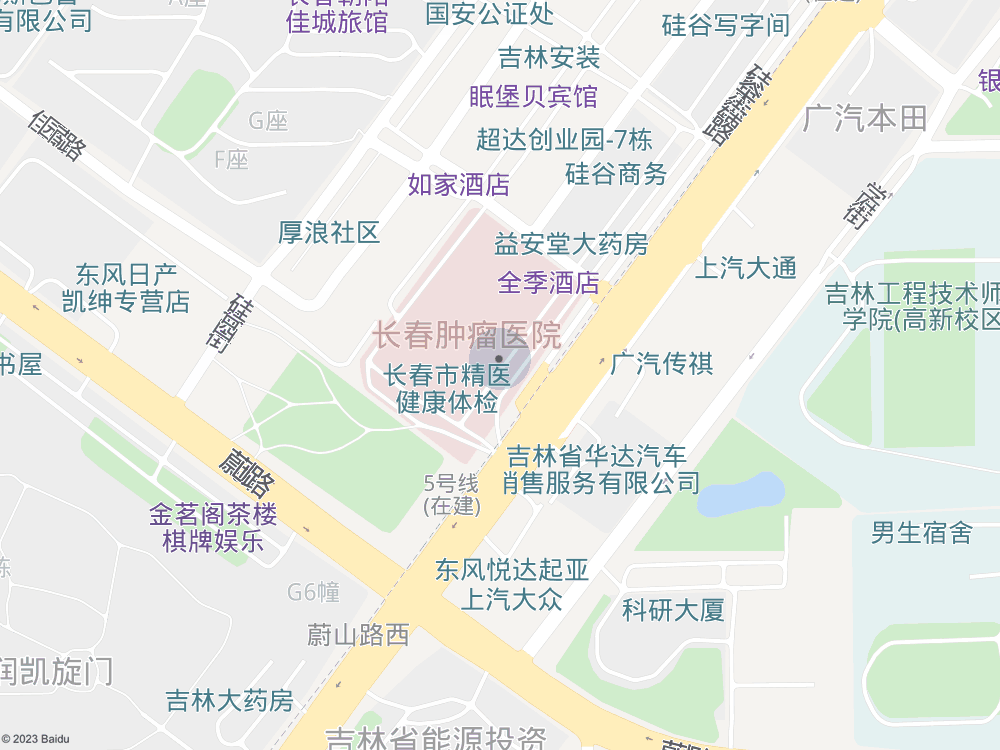 有限公司
佳城旅馆
国安公证处
硅谷写字间
吉林安装
眠堡贝宾馆
广汽本田
G座
超达创业园-7栋
F座
硅谷商务
如家酒店
厚浪社区
益安堂大药房
全季酒店
上汽大通
东风日产
凯绅专营店
吉林工程技术师
学院(高新校区
长春肿瘤医院
书屋
广汽传祺
长春市精医
健康体检
吉林省华达汽车
销售服务有限公司
5号线
(在建)
金茗阁茶楼
棋牌娱乐
男生宿舍
东风悦达起亚
上汽大众
G6幢
科研大厦
蔚山路西
润凯旋门
吉林大药房
吉林省能源投资
© 2023 Baidu